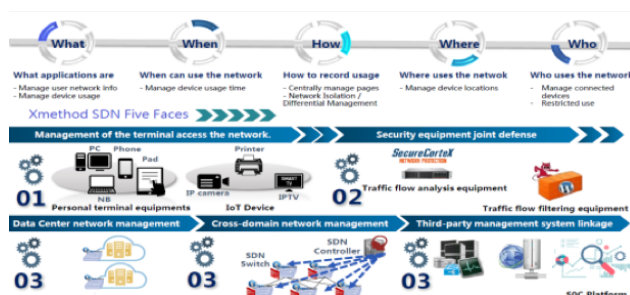 What
When
How
Where
Who
What applications are
- Manage user network info
- Manage device usage
When can use the network
- Manage device usage time
How to record usage
- Centrally manage pages
- Network Isolation /
Differential Management
Where uses the netwok
- Manage device locations
Who uses the network
- Manage connected
devices
- Restricted use
Xmethod SDN Five Faces
Management of the terminal access the network.
Security equipment joint defense
01
PC
Phone
Pad
NB
Personal terminal equipments
Printer
IP camera
SMART
TV
IPTV
IoT Device
02
SecureCerteX
NETWORK PROTECTION
Traffic flow analysis equipment
Traffic flow filtering equipment
Data Center network management
Cross-domain network management
Third-party management system linkage
03
03
SDN
Switch
SDN
Controller
03
SOC Platform